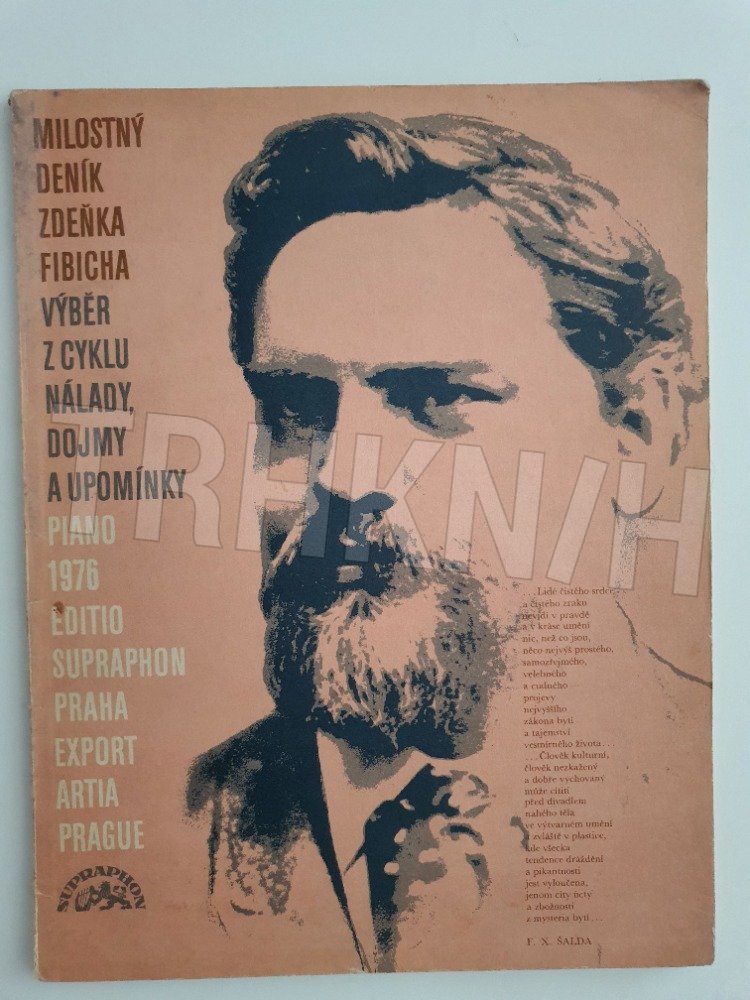 MILOSTNÝ
DENÍK
ZDEŇKA
FIBICHA
VÝBĚR
Z CYKLU
NÁLADY,
DOJMY
A UPOMÍNKY
PIANO
1976
EDITIO
SUPRAPHON
PRAHA
EXPORT
ARTIA
PRAGUE
SUPRAPHON
TRHKN/H
...Lidé čistého srdce
a čistého zraku
nevidí v pravdě
a v kráse umění
nic, než co jsou,
něco nejvýš prostého,
samozřejmého,
velebného
a cudného
projevy
nejvyššího
zákona bytí
a tajemství
vesmírného života...
...Člověk kulturní,
člověk nezkažený
a dobře vychovaný
může cítit
před divadlem
nahého těla
ve výtvarném umění
a zvláště v plastice,
kde všecka
tendence dráždění
a pikantnosti
jest vyloučena,
jenom city úcty
a zbožnosti
z mysteria bytí...
F. X. ŠALDA